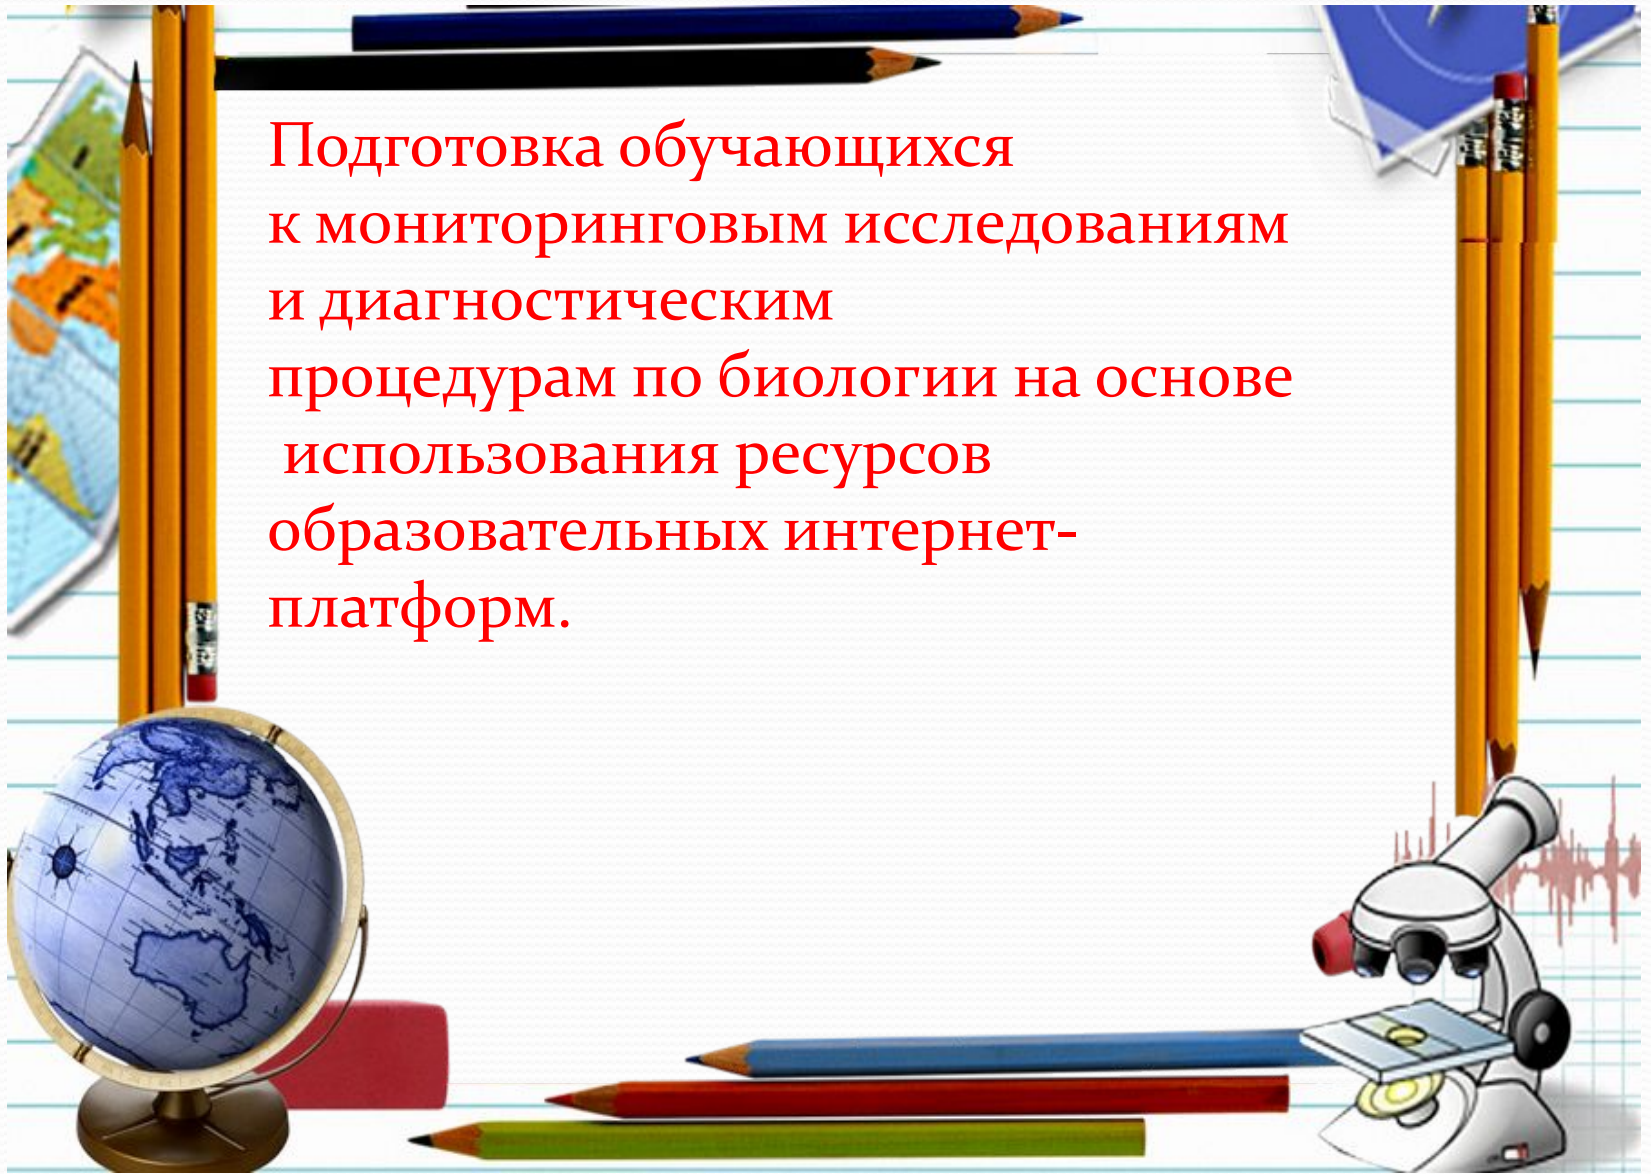 Подготовка обучающихся
к мониторинговым исследованиям
и диагностическим
процедурам по биологии на основе
использования ресурсов
образовательных интернет-
платформ.